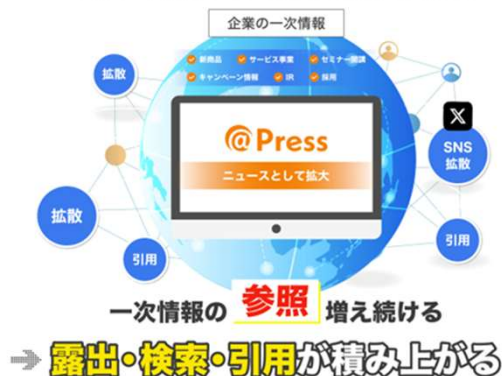 企業の一次情報
新商品 サービス事業 セミナー開講
キャンペーン情報 IR 採用
拡散
@Press
ニュースとして拡大
X
SNS
拡散
拡散
引用
引用
一次情報の 参照 増え続ける
露出・検索・引用が積み上がる